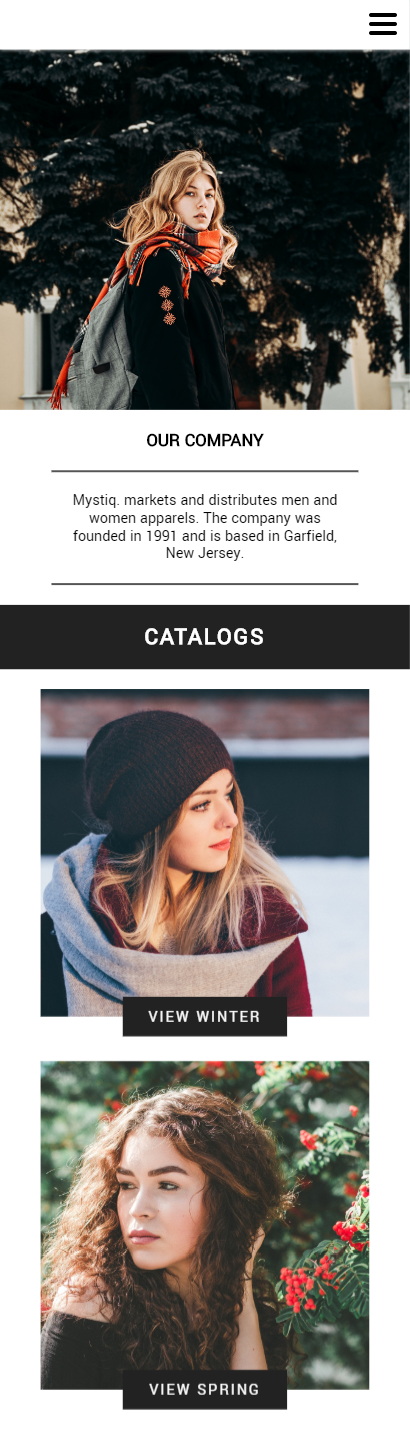 OUR COMPANY
Mystiq. markets and distributes men and
women apparels. The company was
founded in 1991 and is based in Garfield,
New Jersey.
CATALOGS
VIEW WINTER
VIEW SPRING